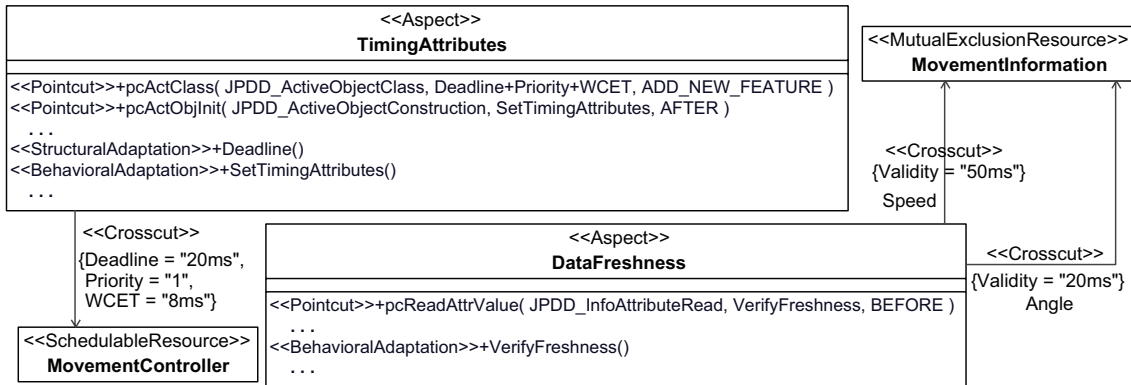 <<Aspect>>
TimingAttributes
<<Pointcut>>+pcActClass( JPDD_ActiveObjectClass, Deadline+Priority+WCET, ADD_NEW_FEATURE )
<<Pointcut>>+pcActObjInit( JPDD_ActiveObjectConstruction, SetTimingAttributes, AFTER )
. . .
<<StructuralAdaptation>>+Deadline()
<<BehavioralAdaptation>>+SetTimingAttributes()
. . .
<<MutualExclusionResource>>
MovementInformation
<<Crosscut>>
{Validity = "50ms"}
Speed
<<Crosscut>>
{Deadline = "20ms",
Priority = "1",
WCET = "8ms"}
<<Aspect>>
DataFreshness
<<Pointcut>>+pcReadAttrValue( JPDD_InfoAttributeRead, VerifyFreshness, BEFORE )
. . .
<<BehavioralAdaptation>>+VerifyFreshness()
. . .
<<Crosscut>>
{Validity = "20ms"}
Angle
<<SchedulableResource>>
MovementController